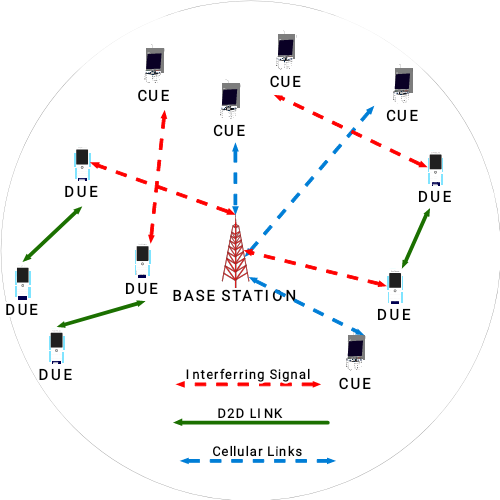 CUE
CUE
CUE
CUE
DUE
DUE
DUE
DUE
BASE STATION
DUE
DUE
DUE
CUE
Interferring Signal
D2D LINK
Cellular Links